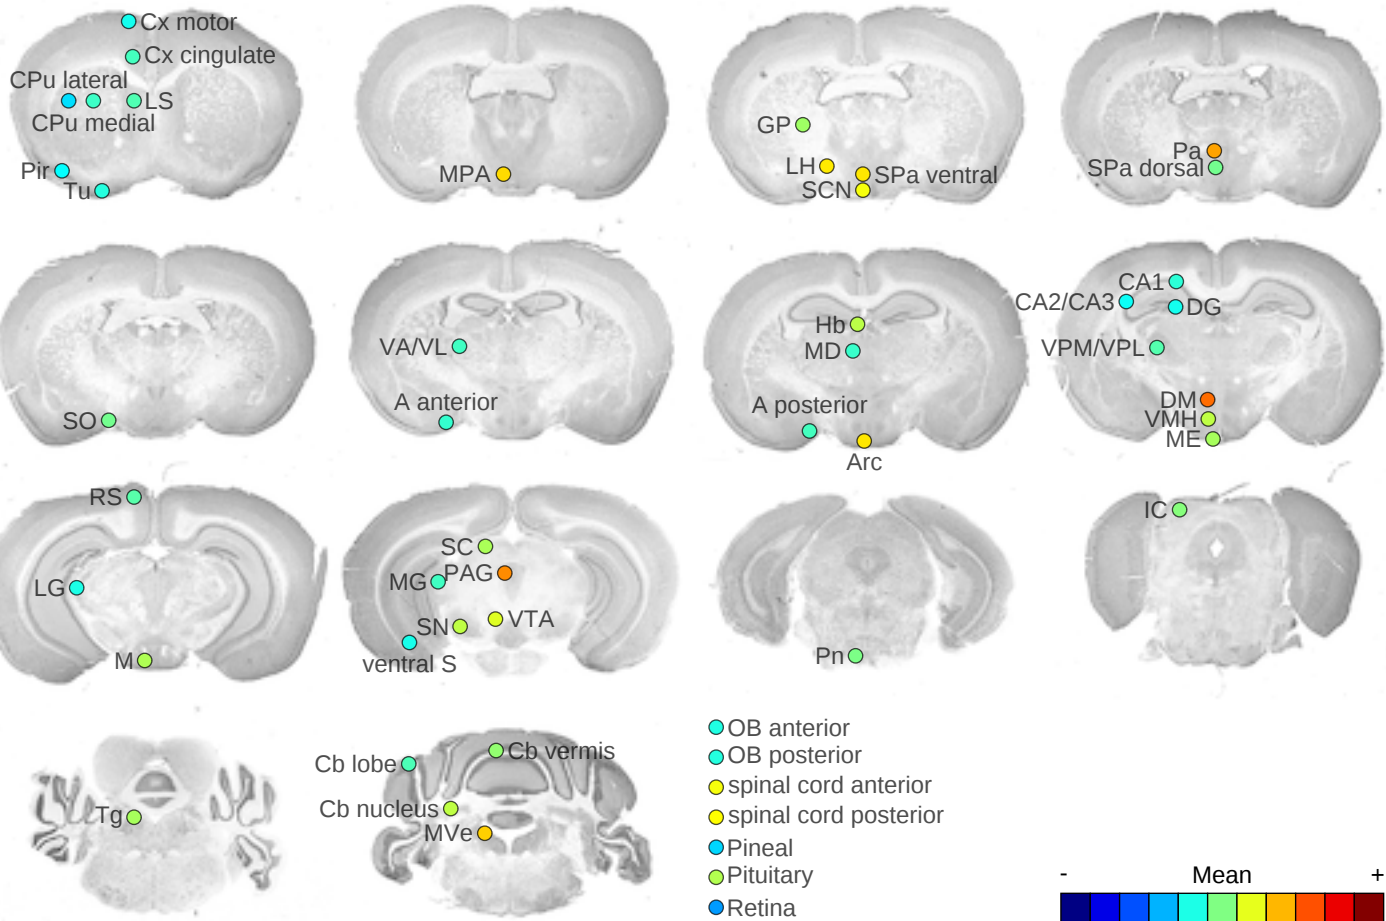 Cx motor
Cx cingulate
CPu lateral
LS
CPu medial
Pir
Tu
MPA
GP
LH
SPa ventral
SCN
Pa
SPa dorsal
SO
VA/VL
A anterior
Hb
MD
A posterior
Arc
CA1
CA2/CA3
DG
VPM/VPL
DM
VMH
ME
RS
LG
M
SC
MG
PAG
SN
VTA
ventral S
Pn
IC
Tg
Cb lobe
Cb vermis
Cb nucleus
MVe
OB anterior
OB posterior
spinal cord anterior
spinal cord posterior
Pineal
Pituitary
Retina
- Mean +